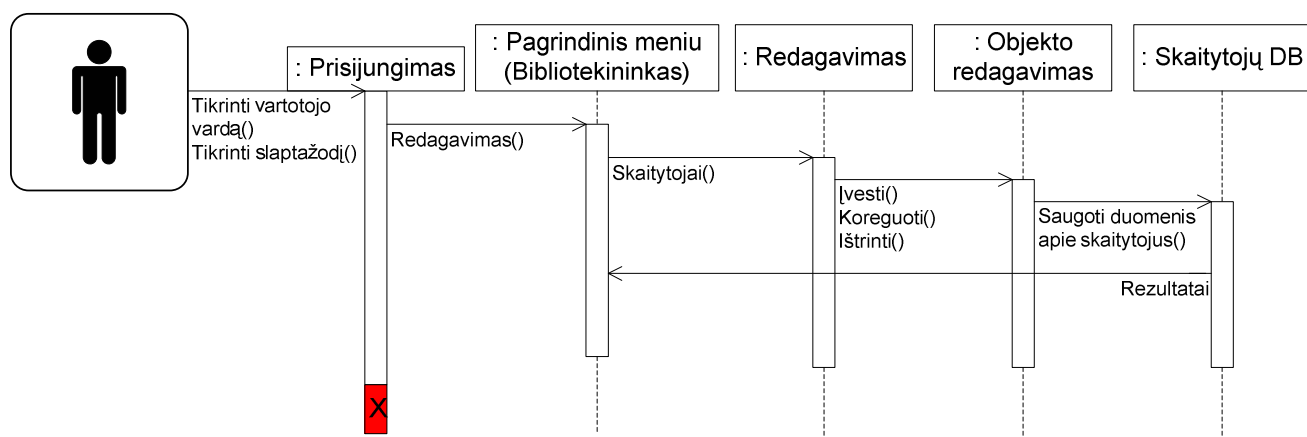 : Prisijungimas
: Pagrindinis meniu
(Bibliotekininkas)
: Redagavimas
: Objekto
redagavimas
: Skaitytojų DB
Tikrinti vartotojo
vardą()
Tikrinti slaptažodį()
Redagavimas()
Skaitytojai()
Įvesti()
Koreguoti()
Ištrinti()
Saugoti duomenis
apie skaitytojus()
Rezultatai
X